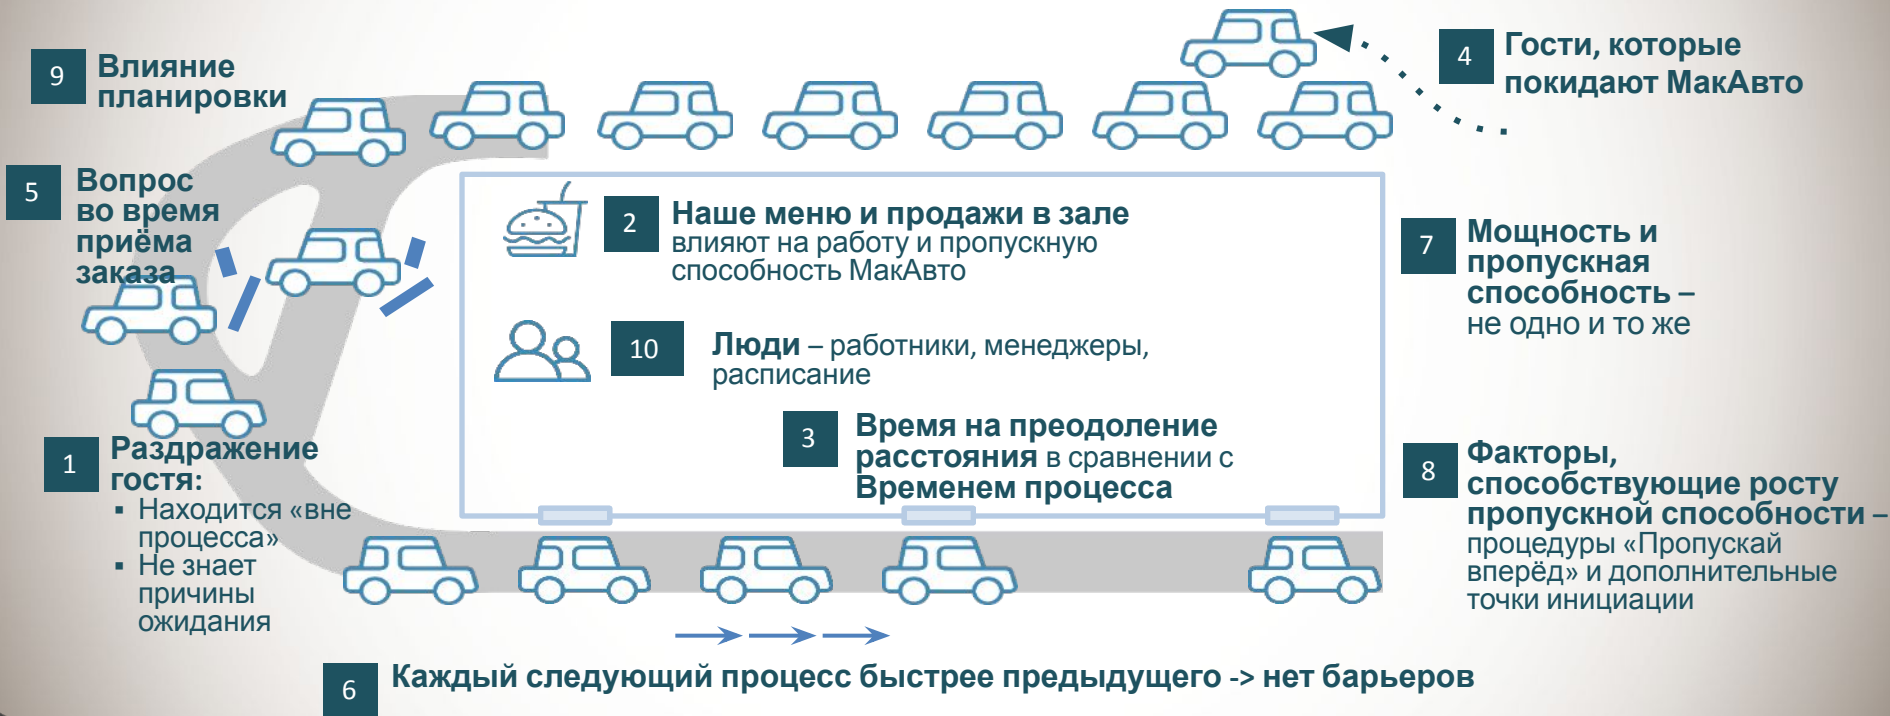 9
Влияние
планировки
4
Гости, которые
покидают МакАвто
5
Вопрос
во время
приёма
заказа
2
Наше меню и продажи в зале
влияют на работу и пропускную
способность МакАвто
7
Мощность и
пропускная
способность –
не одно и то же
10
Люди – работники, менеджеры,
расписание
3
Время на преодоление
расстояния в сравнении с
Временем процесса
1
Раздражение
гостя:
▪ Находится «вне
процесса»
▪ Не знает
причины
ожидания
8
Факторы,
способствующие росту
пропускной способности –
процедуры «Пропускай
вперёд» и дополнительные
точки инициации
6
Каждый следующий процесс быстрее предыдущего -> нет барьеров